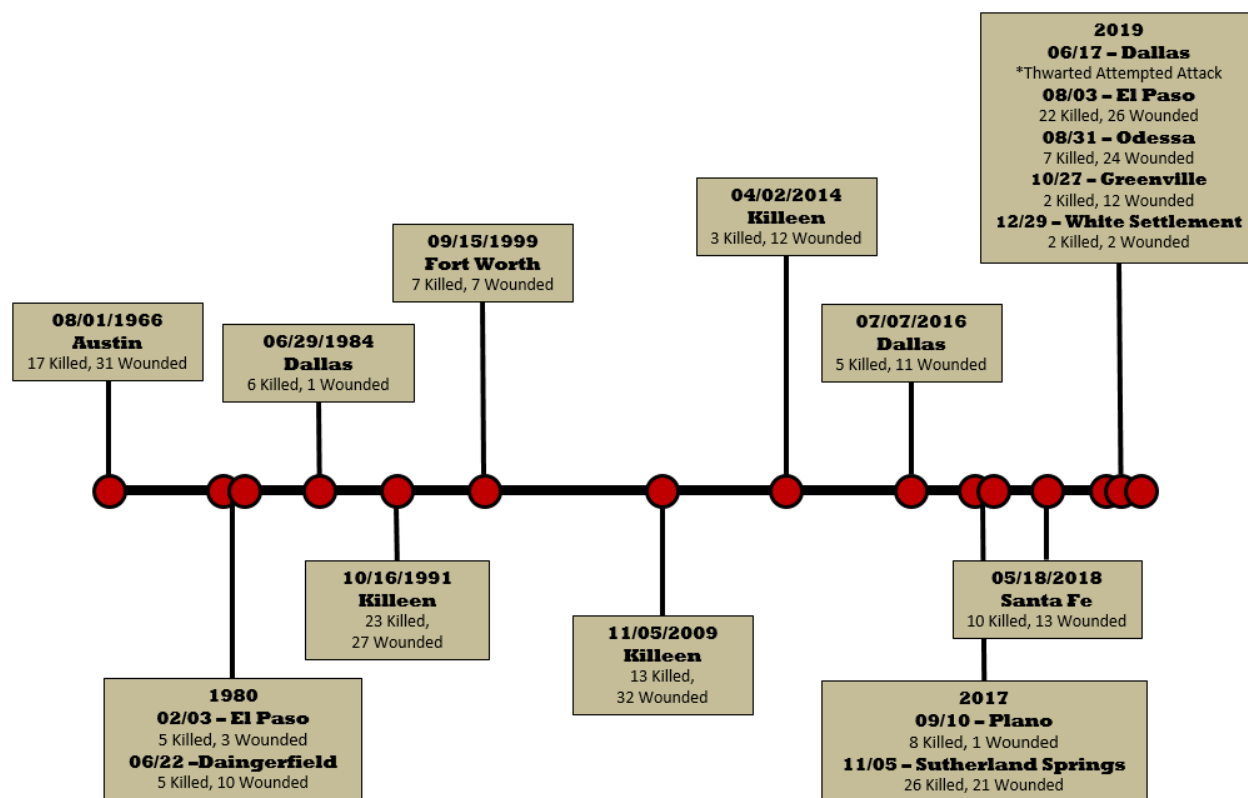 2019
06/17 – Dallas
*Thwarted Attempted Attack
08/03 – El Paso
22 Killed, 26 Wounded
08/31 – Odessa
7 Killed, 24 Wounded
10/27 – Greenville
2 Killed, 12 Wounded
12/29 – White Settlement
2 Killed, 2 Wounded
04/02/2014
Killeen
3 Killed, 12 Wounded
09/15/1999
Fort Worth
7 Killed, 7 Wounded
08/01/1966
Austin
17 Killed, 31 Wounded
06/29/1984
Dallas
6 Killed, 1 Wounded
07/07/2016
Dallas
5 Killed, 11 Wounded
10/16/1991
Killeen
23 Killed,
27 Wounded
11/05/2009
Killeen
13 Killed,
32 Wounded
05/18/2018
Santa Fe
10 Killed, 13 Wounded
1980
02/03 – El Paso
5 Killed, 3 Wounded
06/22 –Daingerfield
5 Killed, 10 Wounded
2017
09/10 – Plano
8 Killed, 1 Wounded
11/05 – Sutherland Springs
26 Killed, 21 Wounded